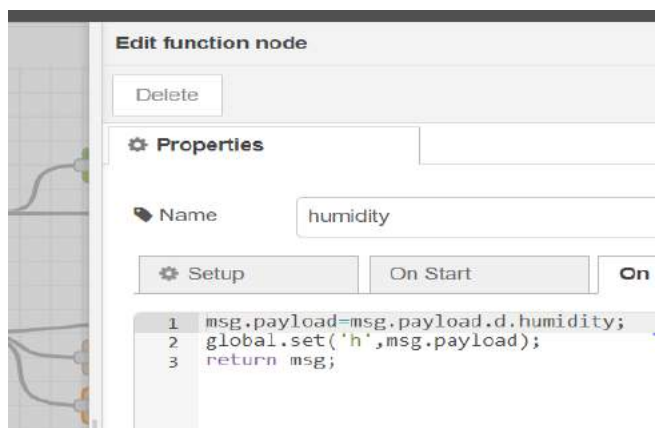 Edit function node
Delete
Properties
Name humidity
Setup On Start On
1 msg.payload=msg.payload.d.humidity;
2 global.set('h',msg.payload);
3 return msg;